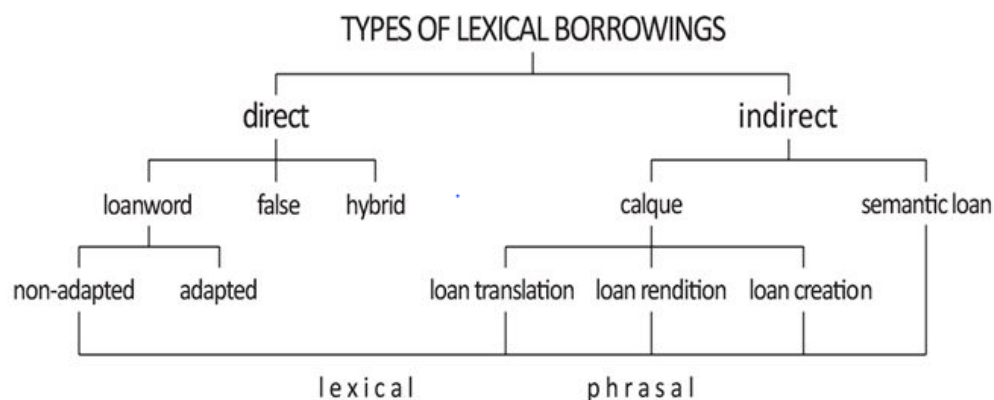 TYPES OF LEXICAL BORROWINGS
direct indirect
loanword false hybrid calque semantic loan
non-adapted adapted loan translation loan rendition loan creation
lexical phrasal